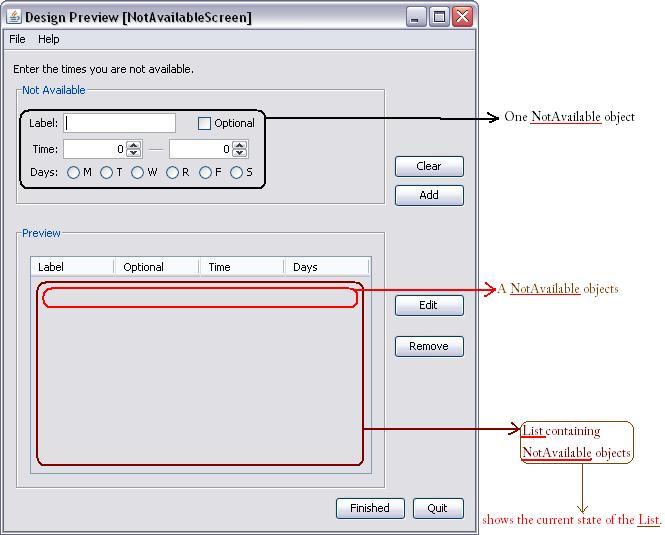 Design Preview [NotAvailableScreen]
File Help
Enter the times you are not available.
Not Available
Label: Optional
One NotAvailable object
Time: 0 0
Days: M T W R F S
Clear
Add
Preview
Label Optional Time Days
A NotAvailable objects
Edit
Remove
List containing
NotAvailable objects
Finished Quit
shows the current state of the List.